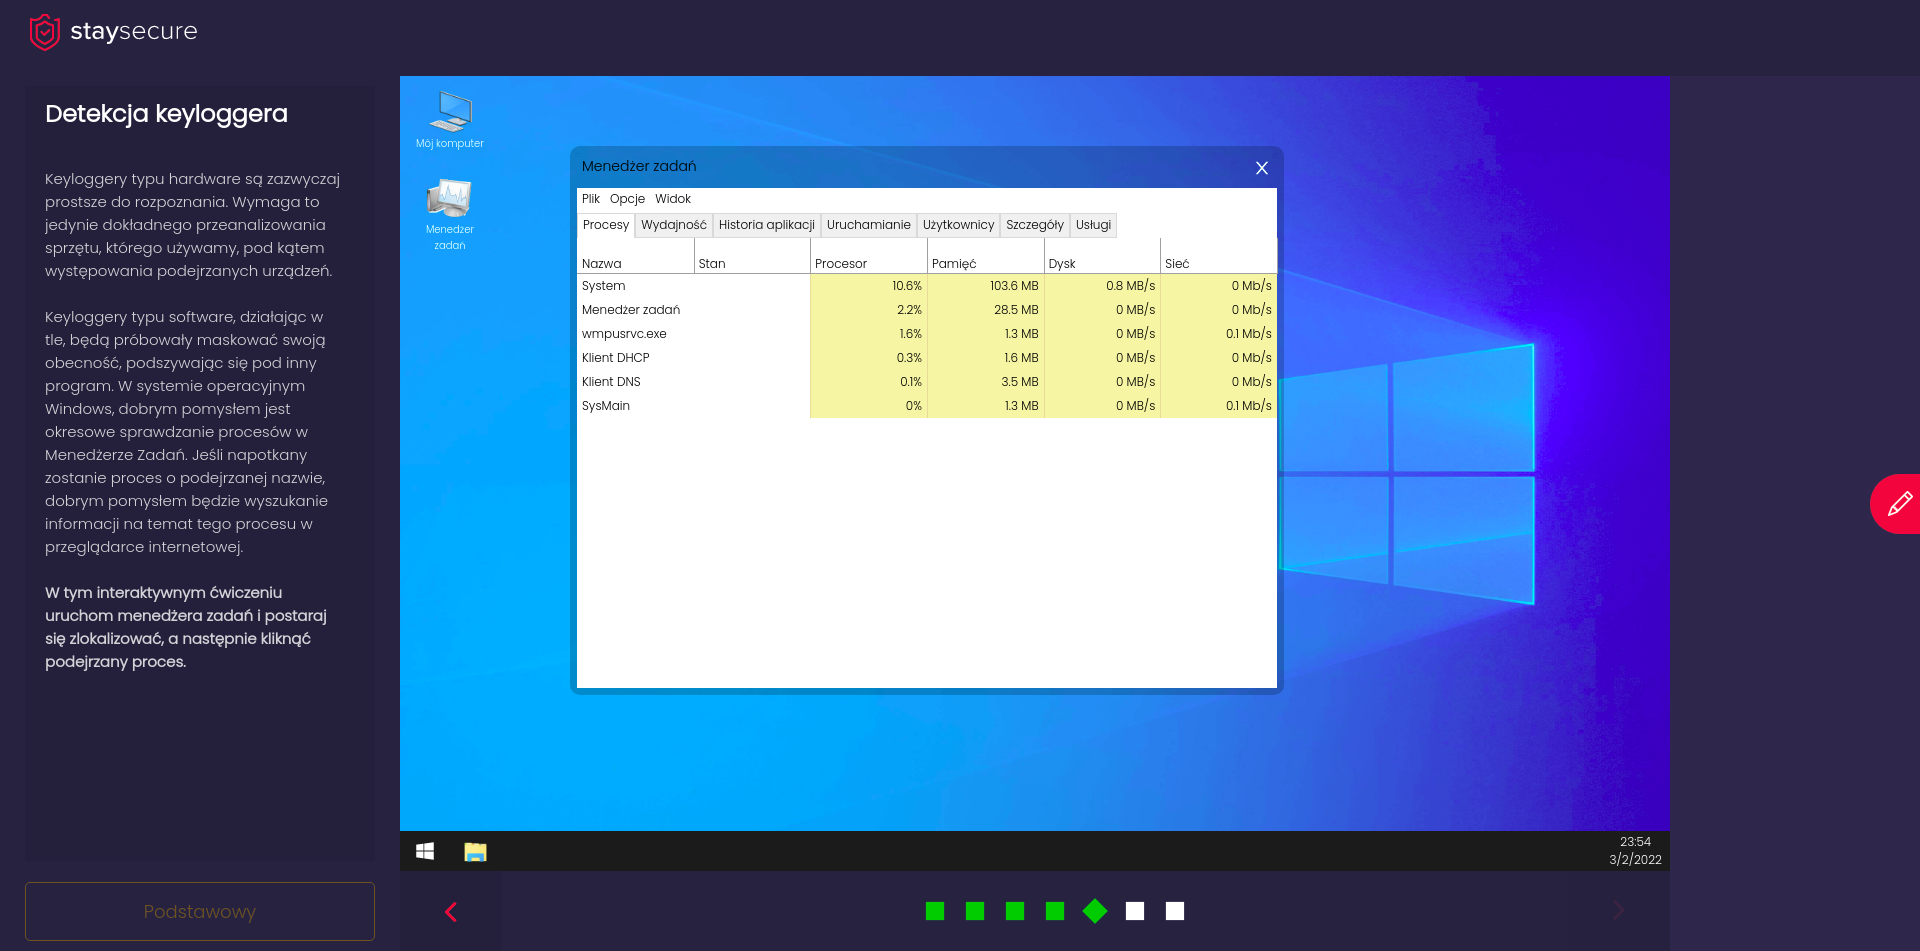 staysecure
Detekcja keyloggera
Keyloggery typu hardware są zazwyczaj
prostsze do rozpoznania. Wymaga to
jedynie dokładnego przeanalizowania
sprzętu, którego używamy, pod kątem
występowania podejrzanych urządzeń.
Keyloggery typu software, działając w
tle, będą próbowały maskować swoją
obecność, podszywając się pod inny
program. W systemie operacyjnym
Windows, dobrym pomysłem jest
okresowe sprawdzanie procesów w
Menedżerze Zadań. Jeśli napotkany
zostanie proces o podejrzanej nazwie,
dobrym pomysłem będzie wyszukanie
informacji na temat tego procesu w
przeglądarce internetowej.
W tym interaktywnym ćwiczeniu
uruchom menedżera zadań i postaraj
się zlokalizować, a następnie kliknąć
podejrzany proces.
Podstawowy
Mój komputer
Menedżer
zadań
Menedżer zadań X
Plik Opcje Widok
Procesy Wydajność Historia aplikacji Uruchamianie Użytkownicy Szczegóły Usługi
Nazwa Stan Procesor Pamięć Dysk Sieć
System 10.6% 103.6 MB 0.8 MB/s 0 Mb/s
Menedżer zadań 2.2% 28.5 MB 0 MB/s 0 Mb/s
wmpusrvc.exe 1.6% 1.3 MB 0 MB/s 0.1 Mb/s
Klient DHCP 0.3% 1.6 MB 0 MB/s 0 Mb/s
Klient DNS 0.1% 3.5 MB 0 MB/s 0 Mb/s
SysMain 0% 1.3 MB 0 MB/s 0.1 Mb/s
23:54
3/2/2022